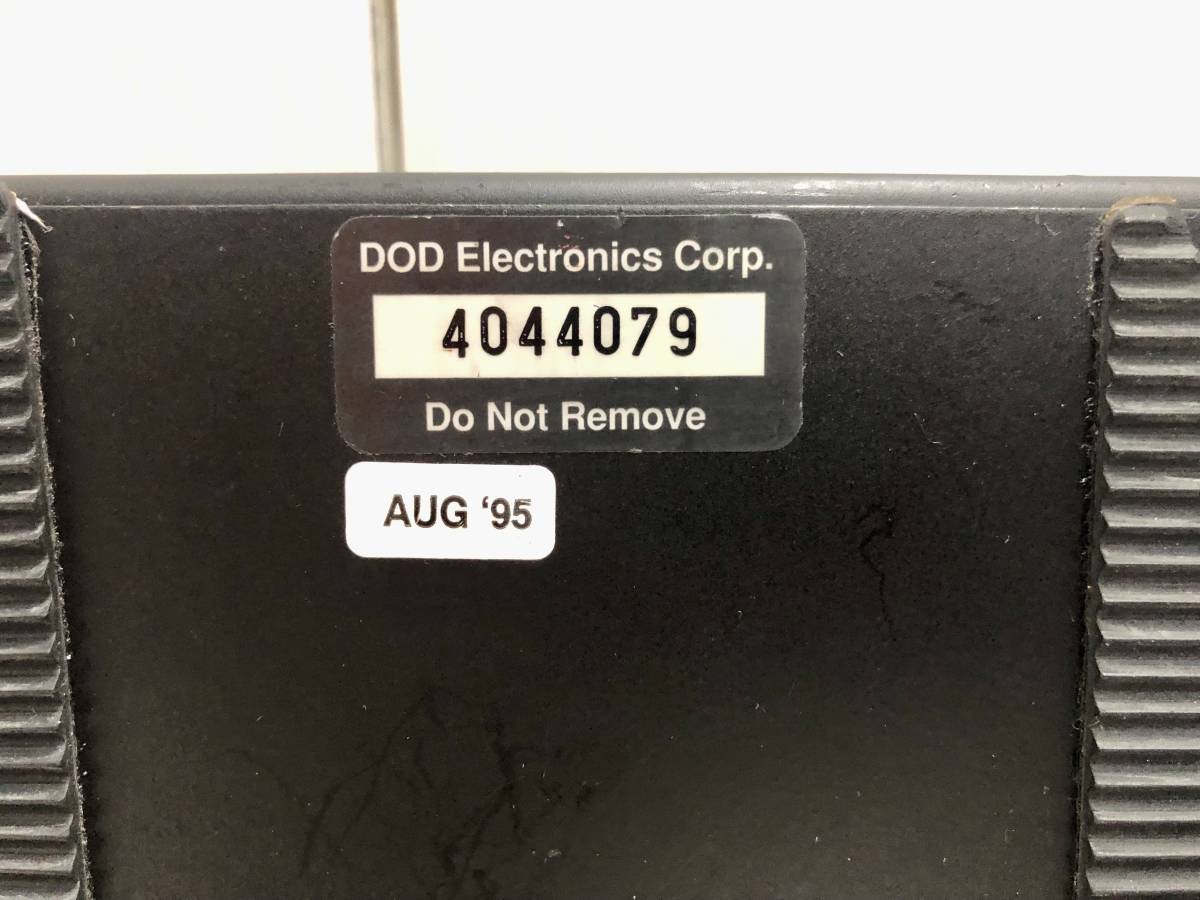 DOD Electronics Corp.
4044079
Do Not Remove
AUG ‘95